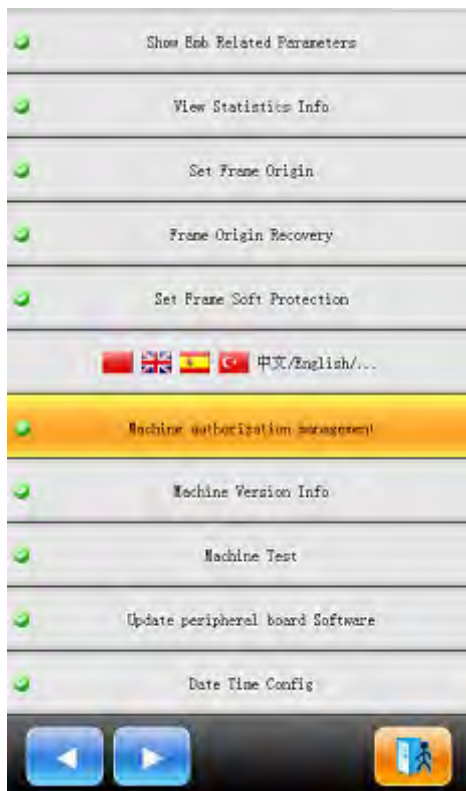 Show Emb Related Parameters
View Statistics Info
Set Frame Origin
Frame Origin Recovery
Set Frame Soft Protection
中文/English/...
Machine authorization management
Machine Version Info
Machine Test
Update peripheral board Software
Date Time Config